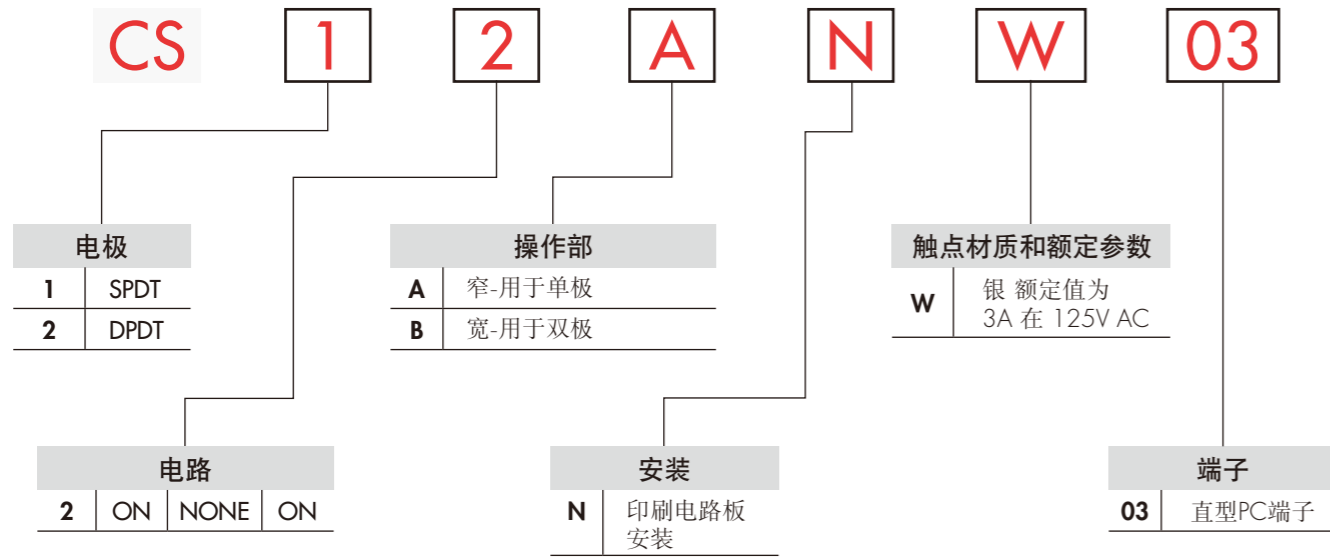 CS 1 2 A N W 03
电极
1 SPDT
2 DPDT
操作部
A 窄-用于单极
B 宽-用于双极
触点材质和额定参数
W 银 额定值为
3A 在 125V AC
电路
2 ON NONE ON
安装
N 印刷电路板
安装
端子
03 直型PC端子